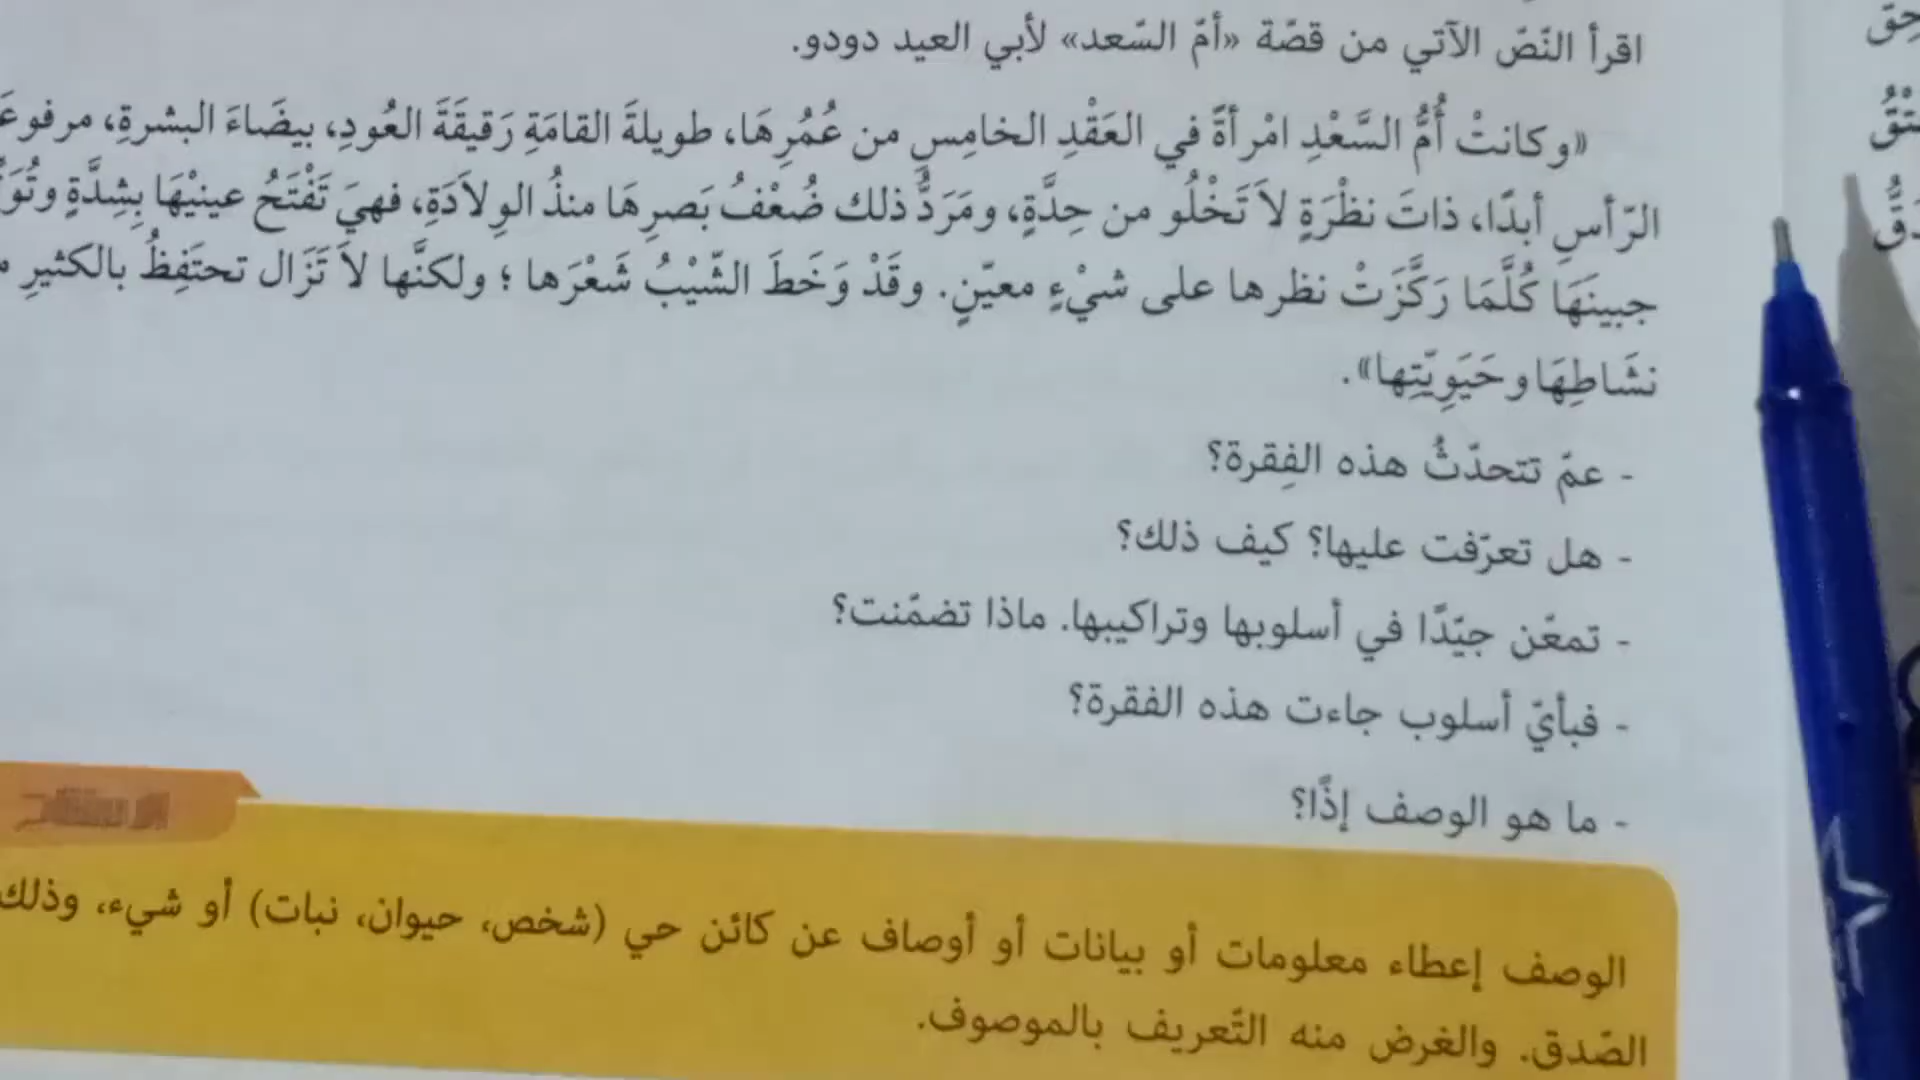 اقرأ النّصّ الآتي من قصّة «أمّ السّعد» لأبي العيد دودو.
«وكانتْ أُمُّ السَّعْدِ امْرأةً في العَقْدِ الخامِسِ من عُمُرِهَا، طويلةَ القامَةِ رَقيقَةَ العُودِ، بيضَاءَ البشرةِ، مرفوعَ
الرّأسِ أبدًا، ذاتَ نظْرَةٍ لاَ تَخْلُو من حِدَّةٍ، ومَرَدُّ ذلك ضُعْفُ بَصرِهَا منذُ الوِلاَدَةِ، فهيَ تَفْتَحُ عينيْهَا بِشِدَّةٍ
جبينَهَا كُلَّمَا رَكَّزَتْ نظرها على شيْءٍ معيّنٍ. وقَدْ وَخَطَ الشّيْبُ شَعْرَها ؛ ولكنَّها لاَ تَزَال تحتَفِظُ بالكثيرِ
نشَاطِهَا وحَيَوِيّتِها».
- عمّ تتحدّثُ هذه الفِقرة؟
- هل تعرّفت عليها؟ كيف ذلك؟
- تمعّن جيّدًا في أسلوبها وتراكيبها. ماذا تضمّنت؟
- فبأيّ أسلوب جاءت هذه الفقرة؟
- ما هو الوصف إذًا؟
الوصف إعطاء معلومات أو بيانات أو أوصاف عن كائن حي (شخص، حيوان، نبات) أو شيء، وذلك
الصّدق. والغرض منه التّعريف بالموصوف.